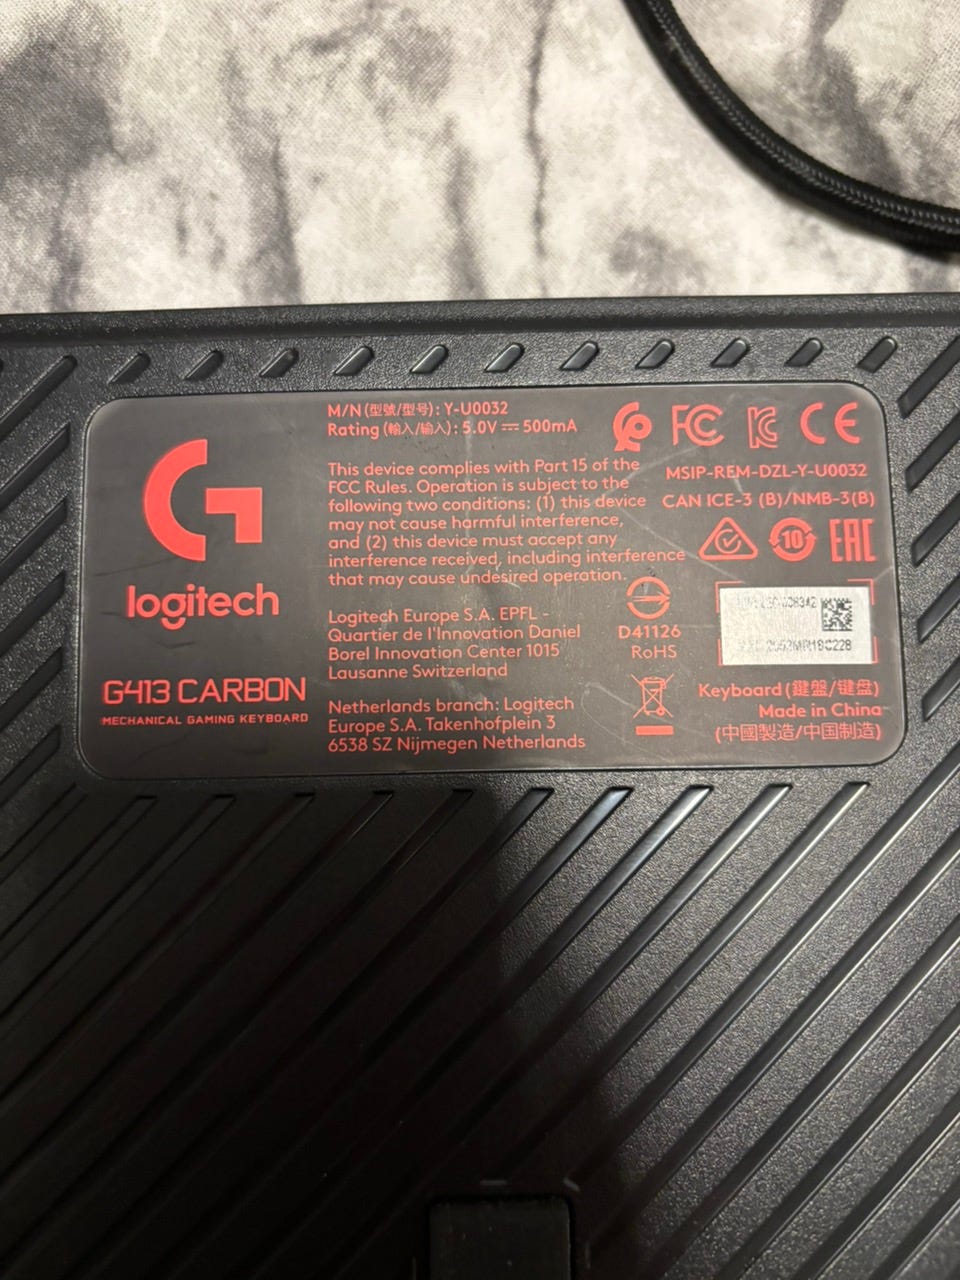 M/N (型號/型号) : Y-U0032
Rating (輸入/输入) : 5.0V ⎓ 500mA
This device complies with Part 15 of the
FCC Rules. Operation is subject to the
following two conditions: (1) this device
may not cause harmful interference,
and (2) this device must accept any
interference received, including interference
that may cause undesired operation.
Logitech Europe S.A. EPFL -
Quartier de l'Innovation Daniel
Borel Innovation Center 1015
Lausanne Switzerland
Netherlands branch: Logitech
Europe S.A. Takenhofplein 3
6538 SZ Nijmegen Netherlands
G
logitech
G413 CARBON
MECHANICAL GAMING KEYBOARD
FC CE
MSIP-REM-DZL-Y-U0032
CAN ICE-3 (B)/NMB-3(B)
10 EAC
D41126
RoHS
Keyboard (鍵盤/键盘)
Made in China
(中國製造/中国制造)